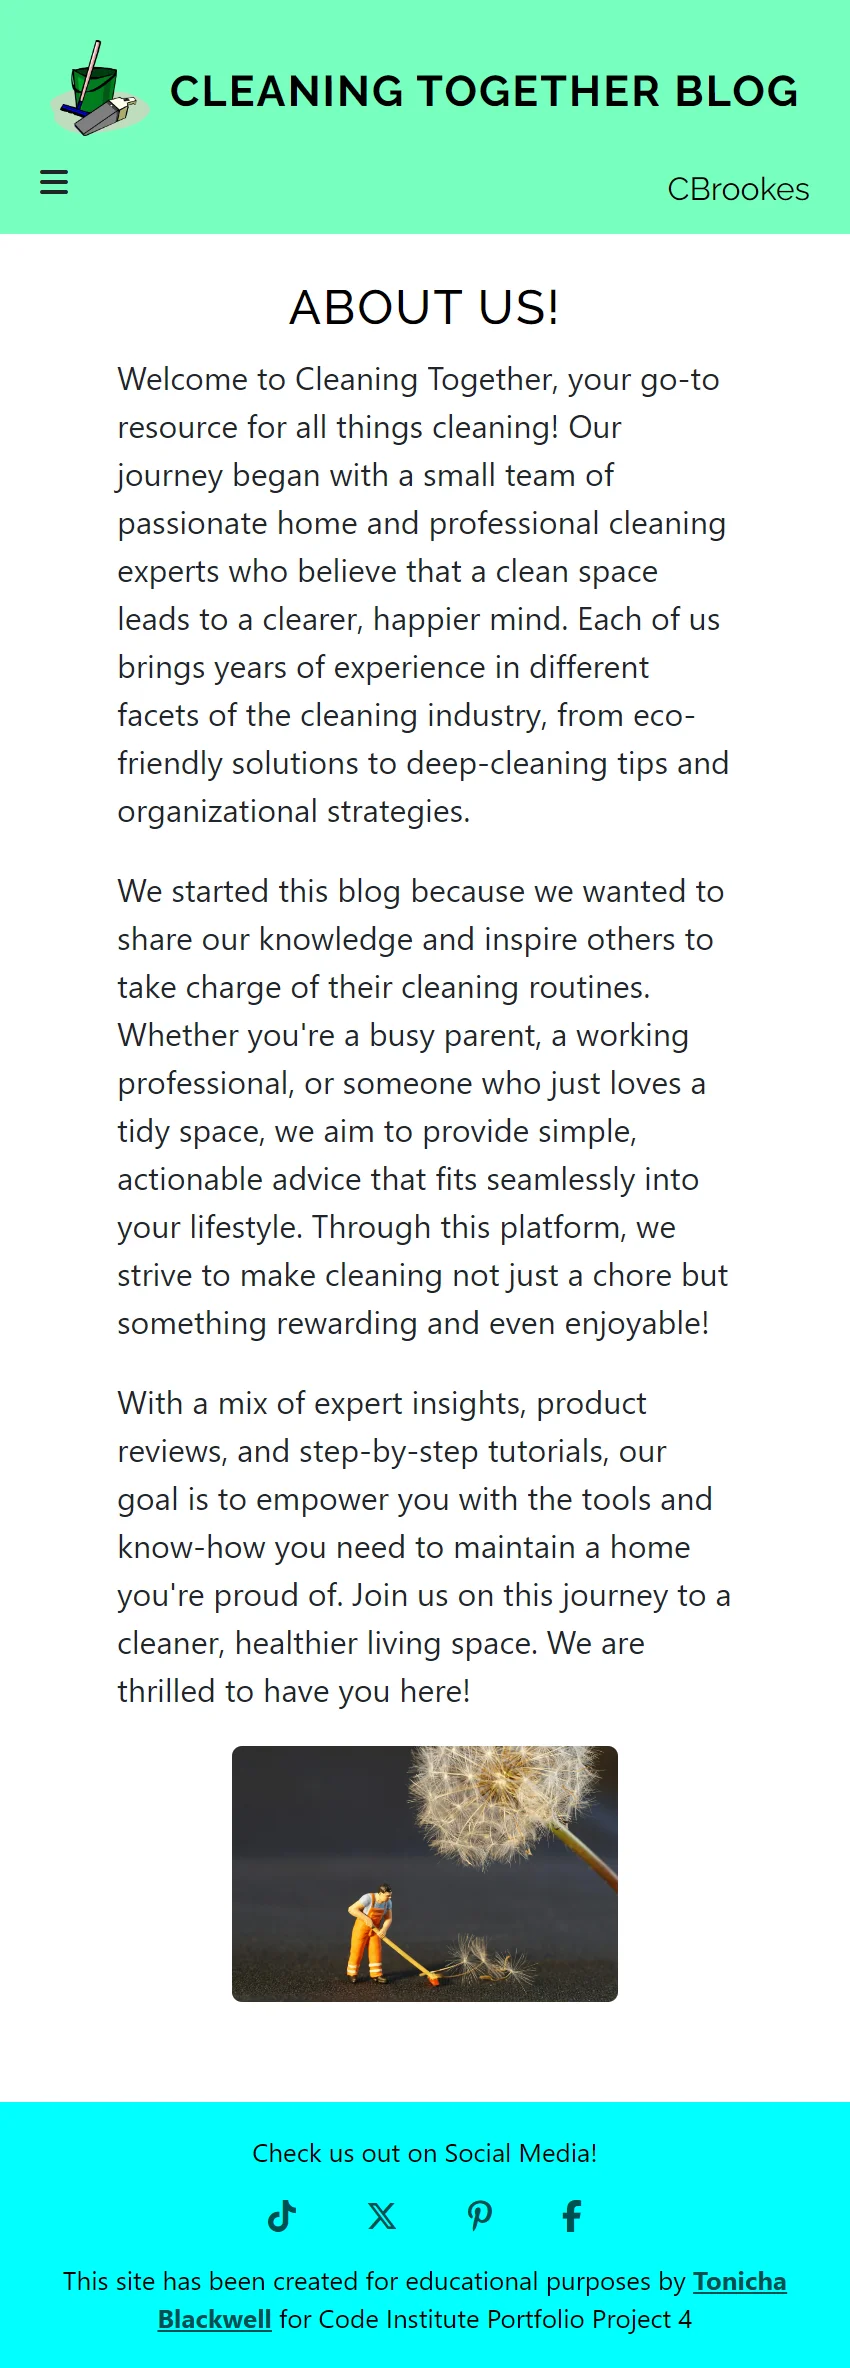 CLEANING TOGETHER BLOG
CBrookes
ABOUT US!
Welcome to Cleaning Together, your go-to
resource for all things cleaning! Our
journey began with a small team of
passionate home and professional cleaning
experts who believe that a clean space
leads to a clearer, happier mind. Each of us
brings years of experience in different
facets of the cleaning industry, from eco-
friendly solutions to deep-cleaning tips and
organizational strategies.
We started this blog because we wanted to
share our knowledge and inspire others to
take charge of their cleaning routines.
Whether you're a busy parent, a working
professional, or someone who just loves a
tidy space, we aim to provide simple,
actionable advice that fits seamlessly into
your lifestyle. Through this platform, we
strive to make cleaning not just a chore but
something rewarding and even enjoyable!
With a mix of expert insights, product
reviews, and step-by-step tutorials, our
goal is to empower you with the tools and
know-how you need to maintain a home
you're proud of. Join us on this journey to a
cleaner, healthier living space. We are
thrilled to have you here!
Check us out on Social Media!
This site has been created for educational purposes by Tonicha
Blackwell for Code Institute Portfolio Project 4